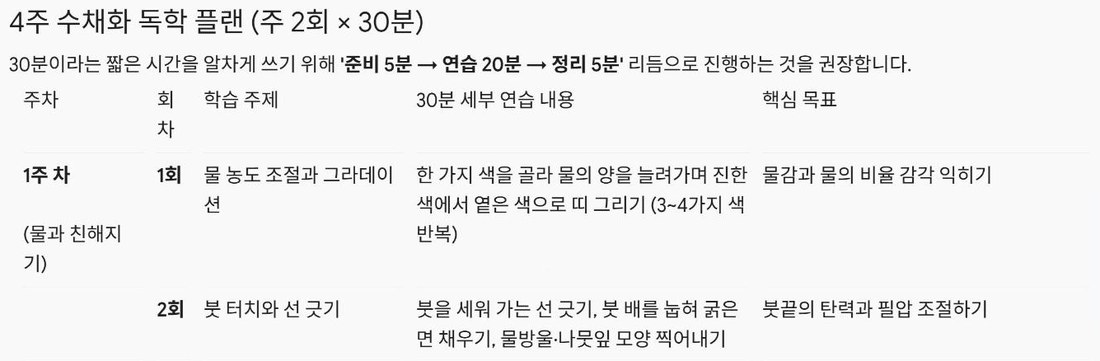 4주 수채화 독학 플랜 (주 2회 × 30분)
30분이라는 짧은 시간을 알차게 쓰기 위해 '준비 5분 → 연습 20분 → 정리 5분' 리듬으로 진행하는 것을 권장합니다.
주차 회차 학습 주제 30분 세부 연습 내용 핵심 목표
1주 차 1회 물 농도 조절과 그라데이션 한 가지 색을 골라 물의 양을 늘려가며 진한 물감과 물의 비율 감각 익히기
색에서 옅은 색으로 띠 그리기 (3~4가지 색
(물과 친해지 반복)
기)
2회 붓 터치와 선 긋기 붓을 세워 가는 선 긋기, 붓 배를 눕혀 굵은 붓끝의 탄력과 필압 조절하기
면 채우기, 물방울·나뭇잎 모양 찍어내기